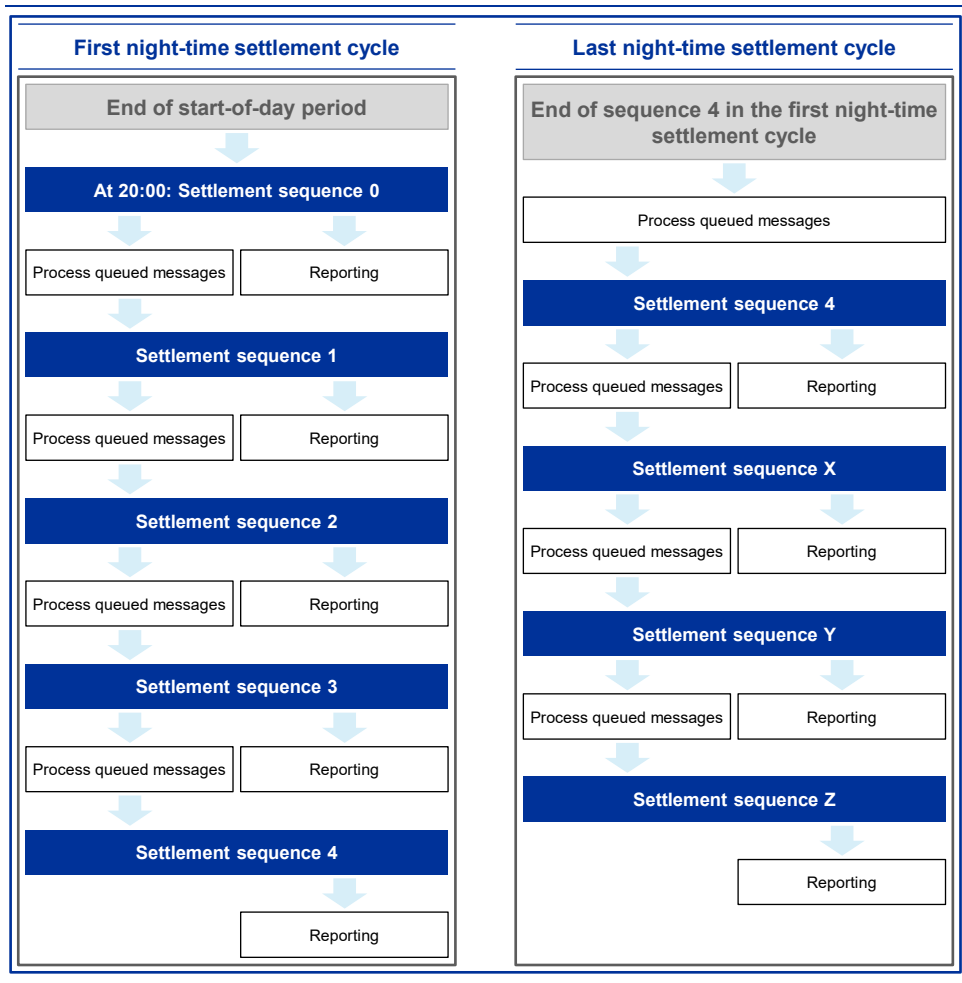 First night-time settlement cycle
End of start-of-day period
At 20:00: Settlement sequence 0
Process queued messages
Reporting
Settlement sequence 1
Process queued messages
Reporting
Settlement sequence 2
Process queued messages
Reporting
Settlement sequence 3
Process queued messages
Reporting
Settlement sequence 4
Reporting
Last night-time settlement cycle
End of sequence 4 in the first night-time
settlement cycle
Process queued messages
Settlement sequence 4
Process queued messages
Reporting
Settlement sequence X
Process queued messages
Reporting
Settlement sequence Y
Process queued messages
Reporting
Settlement sequence Z
Reporting